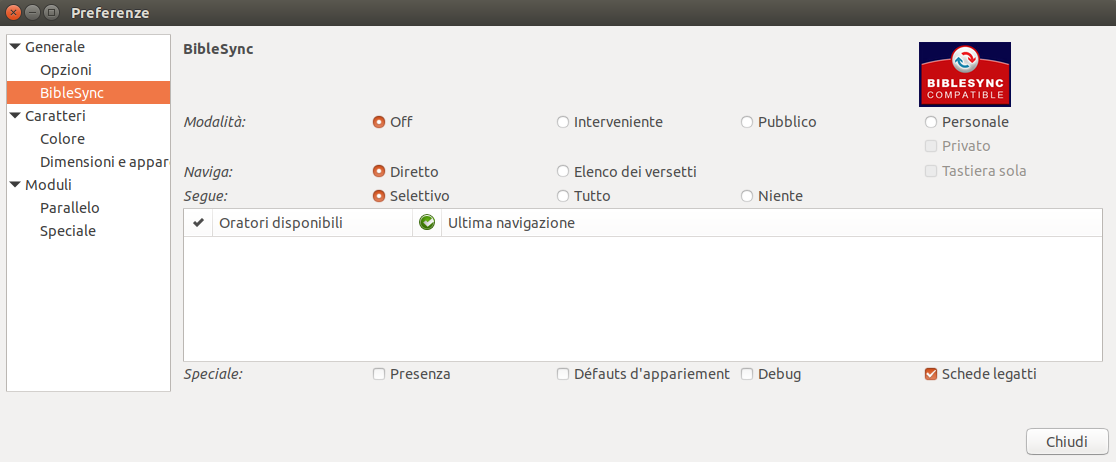 Preferenze
Generale
Opzioni
BibleSync
Caratteri
Colore
Dimensioni e appar
Moduli
Parallelo
Speciale
BibleSync
BIBLESYNC
COMPATIBLE
Modalità: Off Interveniente Pubblico Personale
Privato
Naviga: Diretto Elenco dei versetti Tastiera sola
Segue: Selettivo Tutto Niente
Oratori disponibili Ultima navigazione
Speciale: Presenza Défauts d'appariement Debug Schede legatti
Chiudi